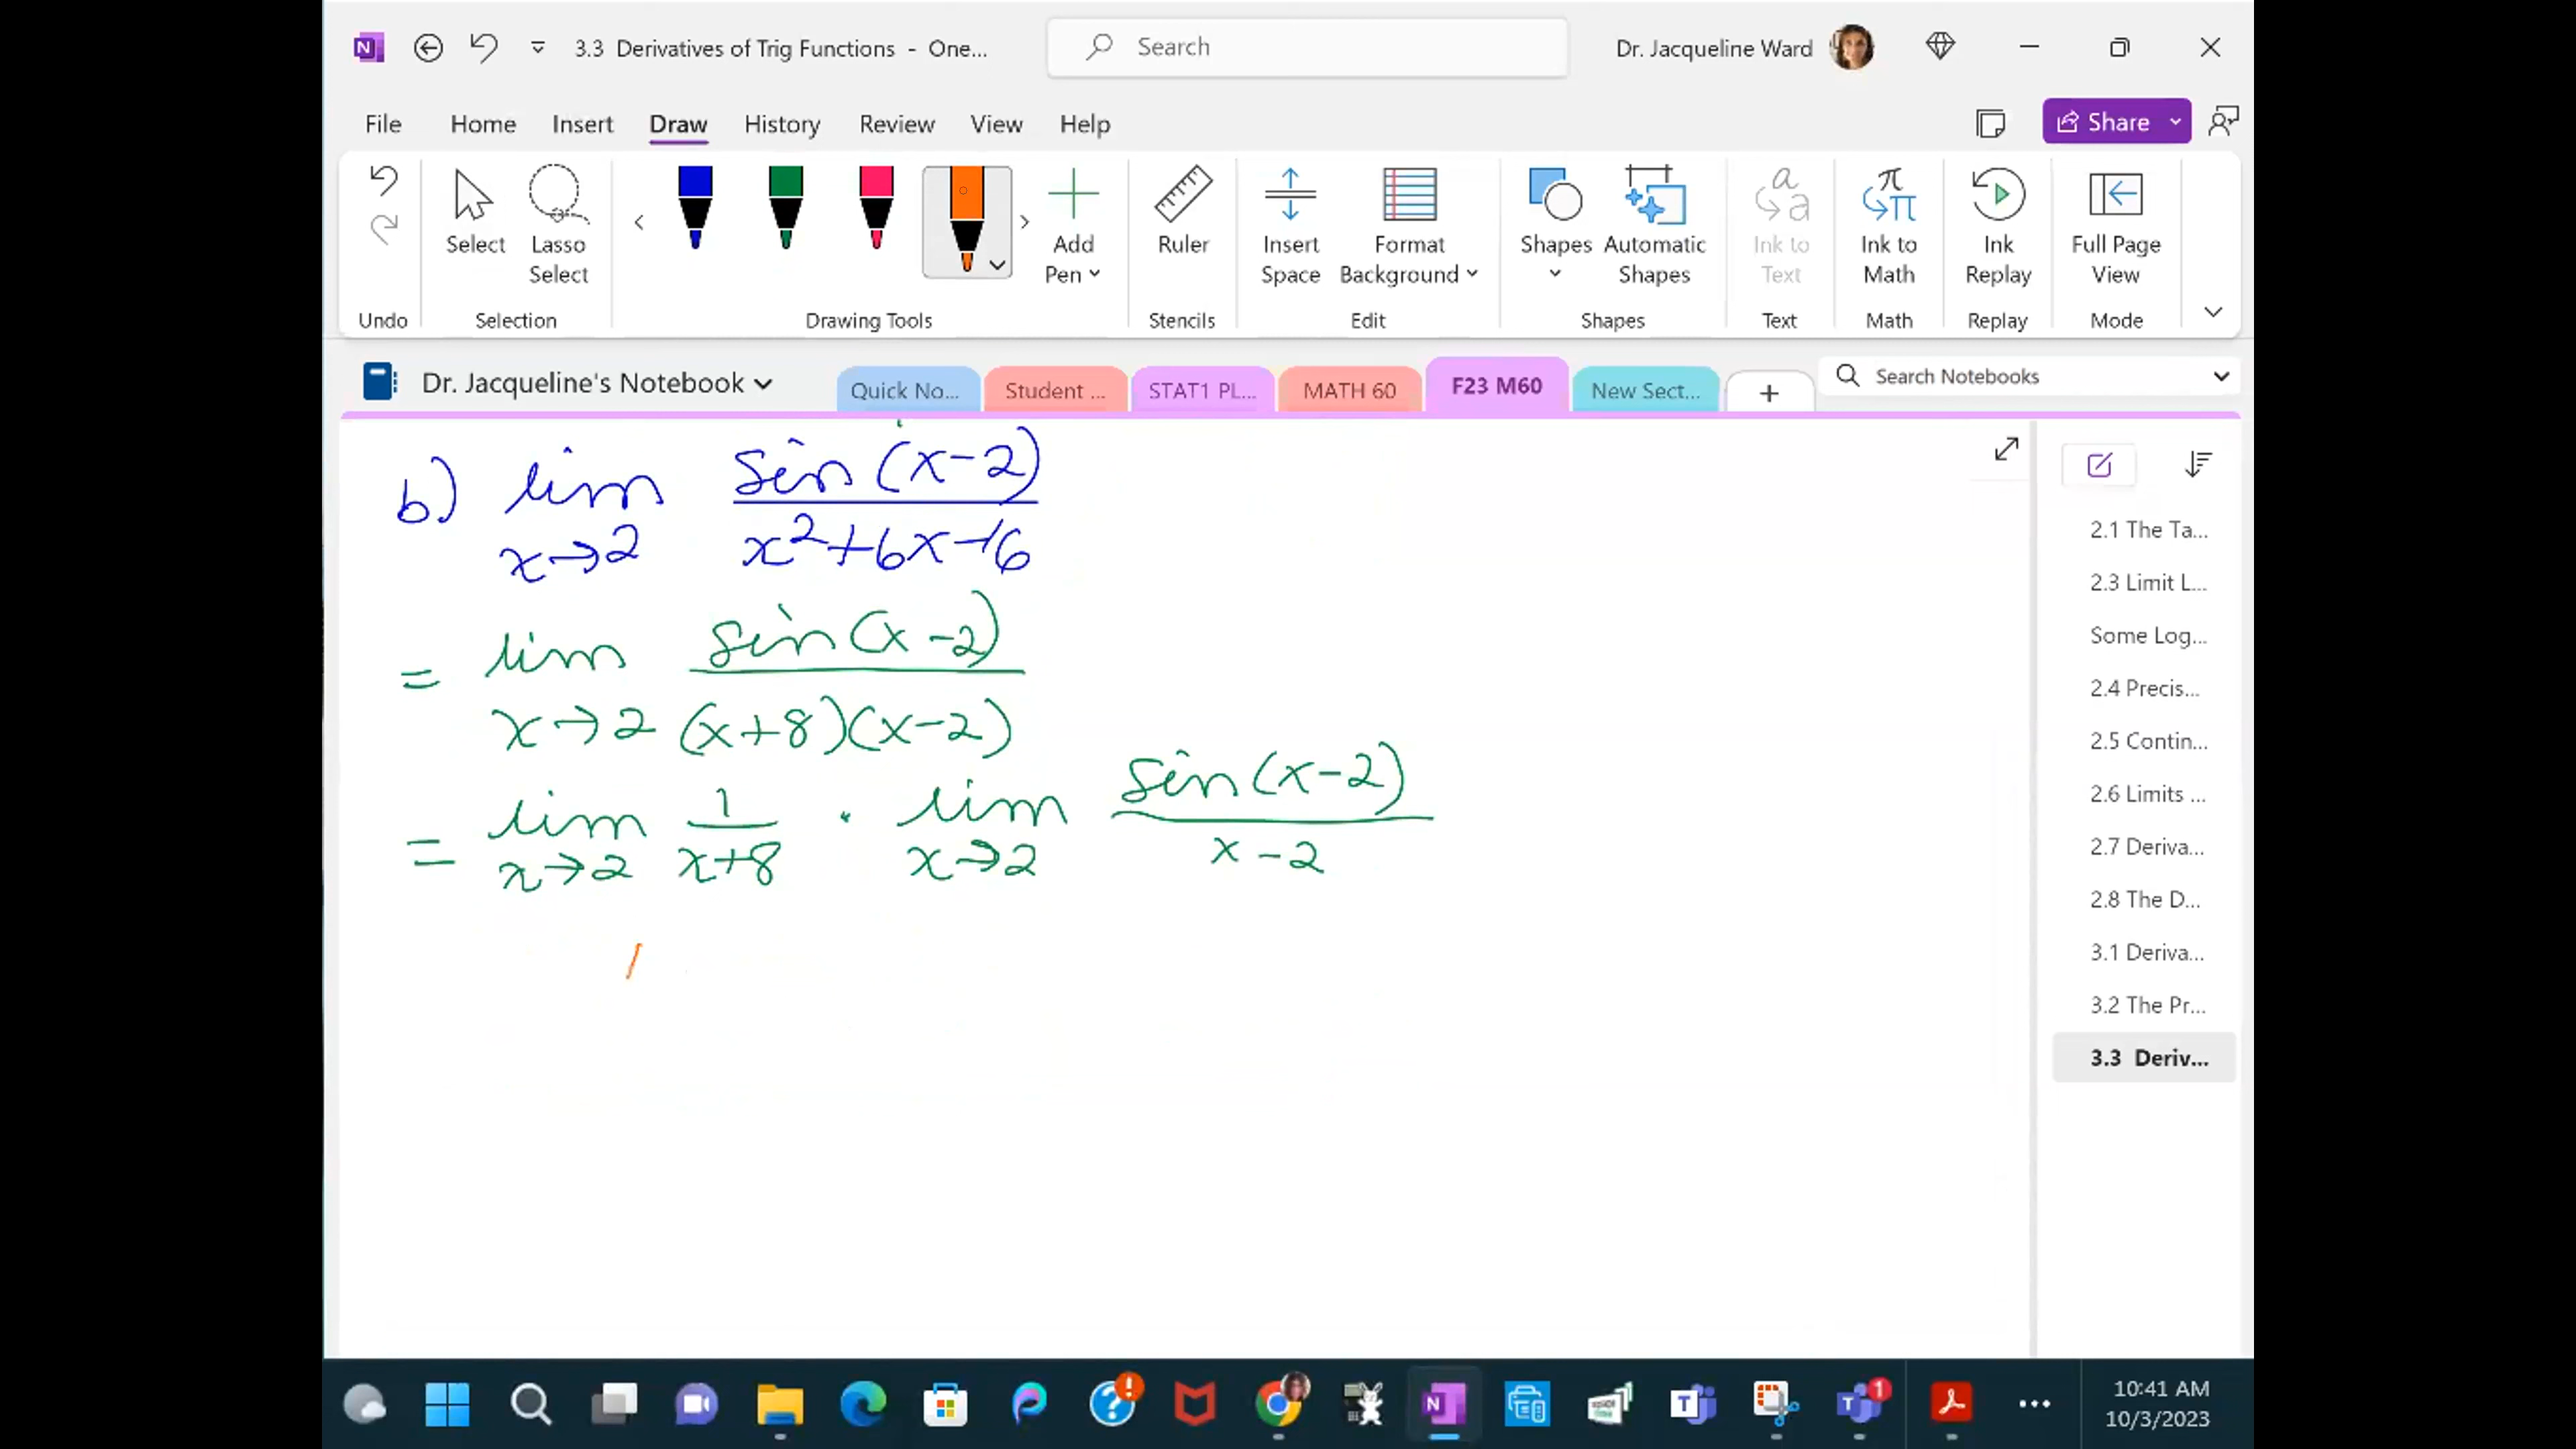 3.3 Derivatives of Trig Functions - One...
Search
Dr. Jacqueline Ward
File Home Insert Draw History Review View Help
Share
Select
Lasso Select
Add Pen
Ruler
Insert Space
Format Background
Shapes
Automatic Shapes
Ink to Text
Ink to Math
Ink Replay
Full Page View
Undo Selection Drawing Tools Stencils Edit Shapes Text Math Replay Mode
Dr. Jacqueline's Notebook
Quick No...
Student ...
STAT1 PL...
MATH 60
F23 M60
New Sect...
+
Search Notebooks
b) lim x→2 sin(x-2) / x²+6x-16
= lim x→2 sin(x-2) / (x+8)(x-2)
= lim x→2 1/x+8 · lim x→2 sin(x-2) / x-2
2.1 The Ta...
2.3 Limit L...
Some Log...
2.4 Precis...
2.5 Contin...
2.6 Limits ...
2.7 Deriva...
2.8 The D...
3.1 Deriva...
3.2 The Pr...
3.3 Deriv...
10:41 AM
10/3/2023